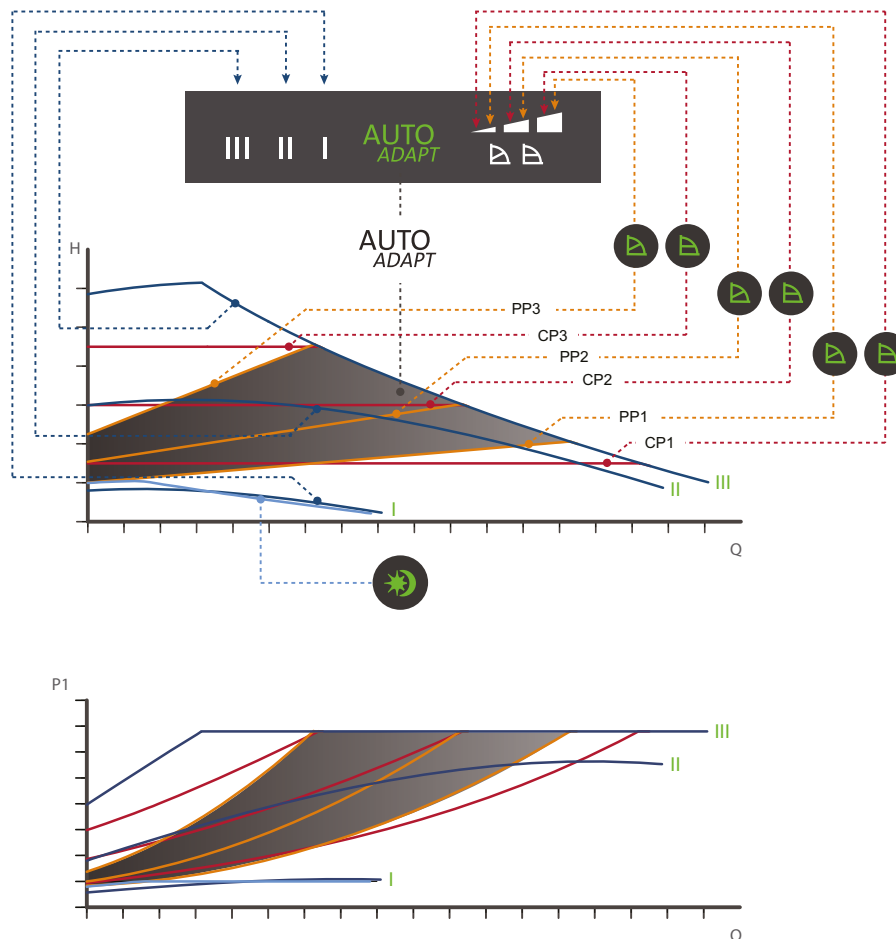 III II I AUTO
ADAPT
AUTO
ADAPT
H
PP3
CP3
PP2
CP2
PP1
CP1
III
II
I
Q
P1
III
II
I
Q